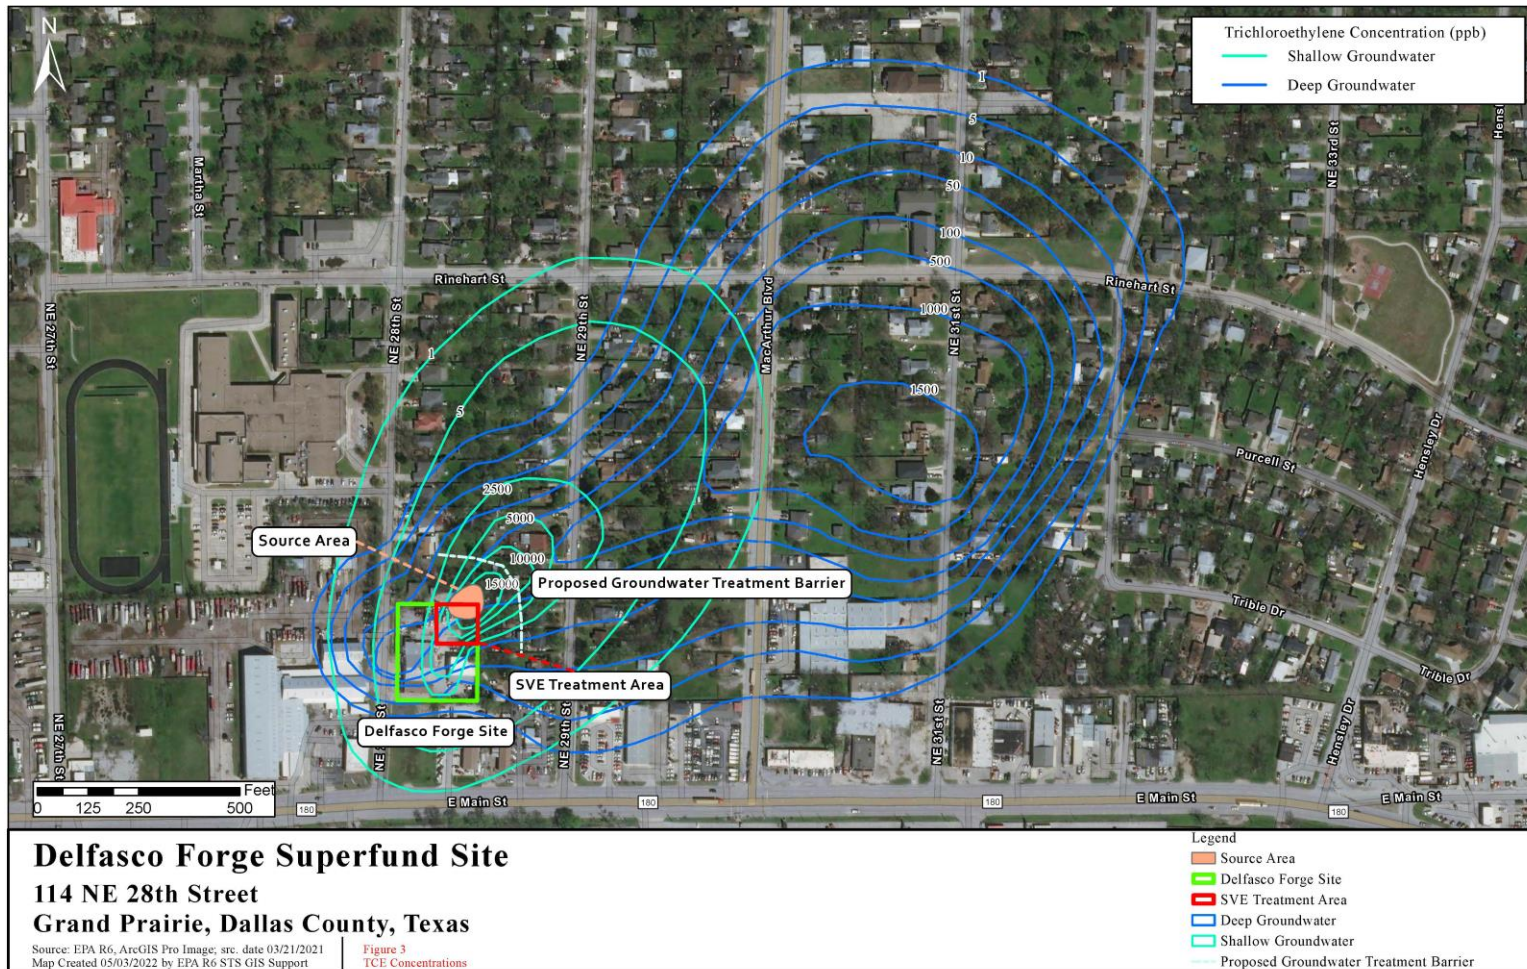 N
Trichloroethylene Concentration (ppb)
Shallow Groundwater
Deep Groundwater
1
5
10
50
100
500
1000
1500
1
5
2500
5000
10000
15000
Martha St
NE 27th St
NE 28th St
NE 29th St
MacArthur Blvd
NE 31st St
NE 33rd St
Rinehart St
Rinehart St
Purcell St
Hensley Dr
Trible Dr
Trible Dr
Hensley Dr
Source Area
Proposed Groundwater Treatment Barrier
SVE Treatment Area
Delfasco Forge Site
NE 27th St
NE 29th St
NE 31st St
Feet
0 125 250 500
180
E Main St
180
180
E Main St
180
E Main St
Delfasco Forge Superfund Site
114 NE 28th Street
Grand Prairie, Dallas County, Texas
Source: EPA R6, ArcGIS Pro Image; src. date 03/21/2021
Map Created 05/03/2022 by EPA R6 STS GIS Support
Figure 3
TCE Concentrations
Legend
Source Area
Delfasco Forge Site
SVE Treatment Area
Deep Groundwater
Shallow Groundwater
Proposed Groundwater Treatment Barrier